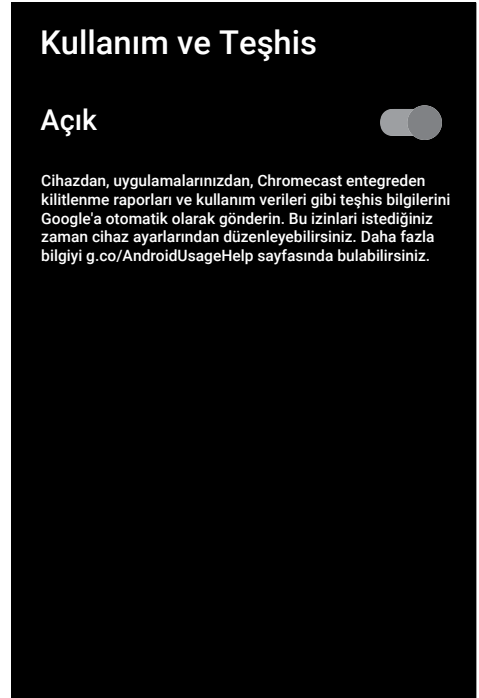 Kullanım ve Teşhis
Açık
Cihazdan, uygulamalarınızdan, Chromecast entegreden
kilitlenme raporları ve kullanım verileri gibi teşhis bilgilerini
Google'a otomatik olarak gönderin. Bu izinlari istediğiniz
zaman cihaz ayarlarından düzenleyebilirsiniz. Daha fazla
bilgiyi g.co/AndroidUsageHelp sayfasında bulabilirsiniz.